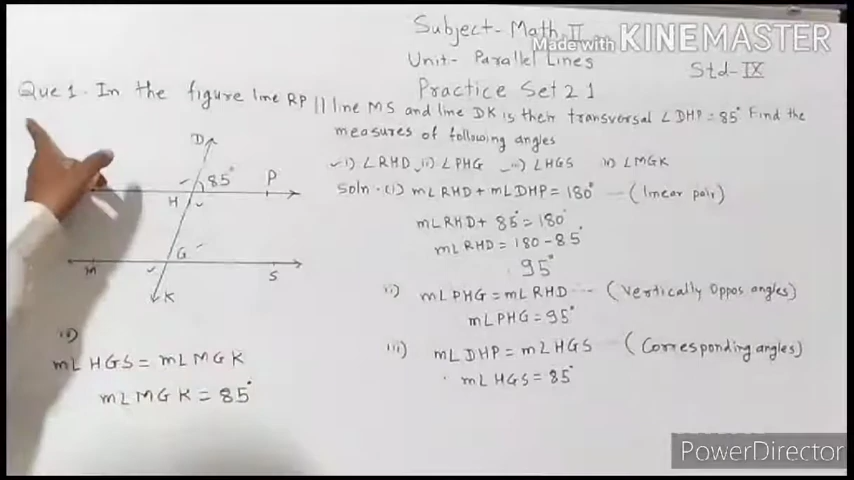 Subject- Math II
Made with KINEMASTER
Unit- Parallel Lines
Std-IX
Practice Set 2 1
Que 1. In the figure line RP || line MS and line DK is their transversal ∠DHP = 85° Find the
measures of following angles
i) ∠RHD ii) ∠PHG iii) ∠HGS iv) ∠MGK
D
85°
P
H
G
M
S
K
Soln. (i) m∠RHD + m∠DHP = 180° --- (linear pair)
m∠RHD + 85° = 180°
m∠RHD = 180 - 85°
95°
ii) m∠PHG = m∠RHD --- (Vertically Oppos angles)
m∠PHG = 95°
iii) m∠DHP = m∠HGS (Corresponding angles)
m∠HGS = 85°
iv)
m∠HGS = m∠MGK
m∠MGK = 85°
PowerDirector